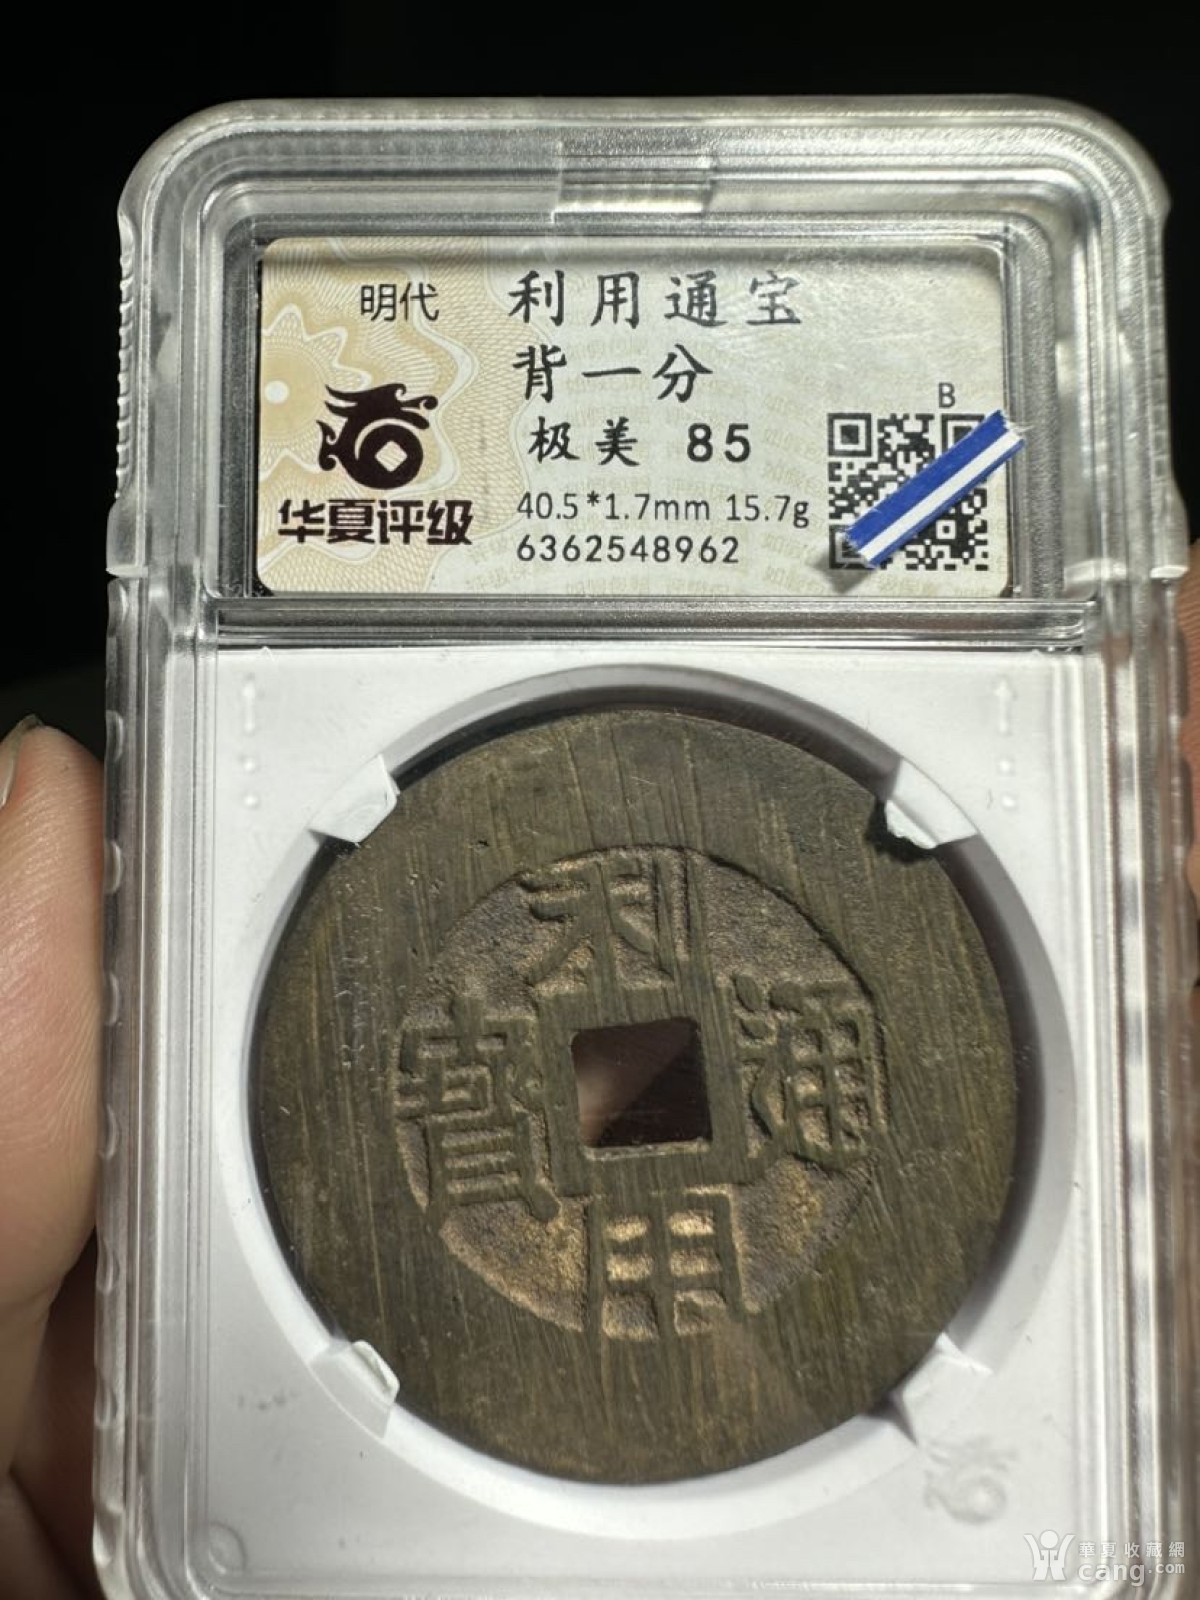 明代 利用通宝
背一分
极美 85
华夏评级
40.5*1.7mm 15.7g
6362548962
B
利
寶 通
用
華夏收藏網
cang.com